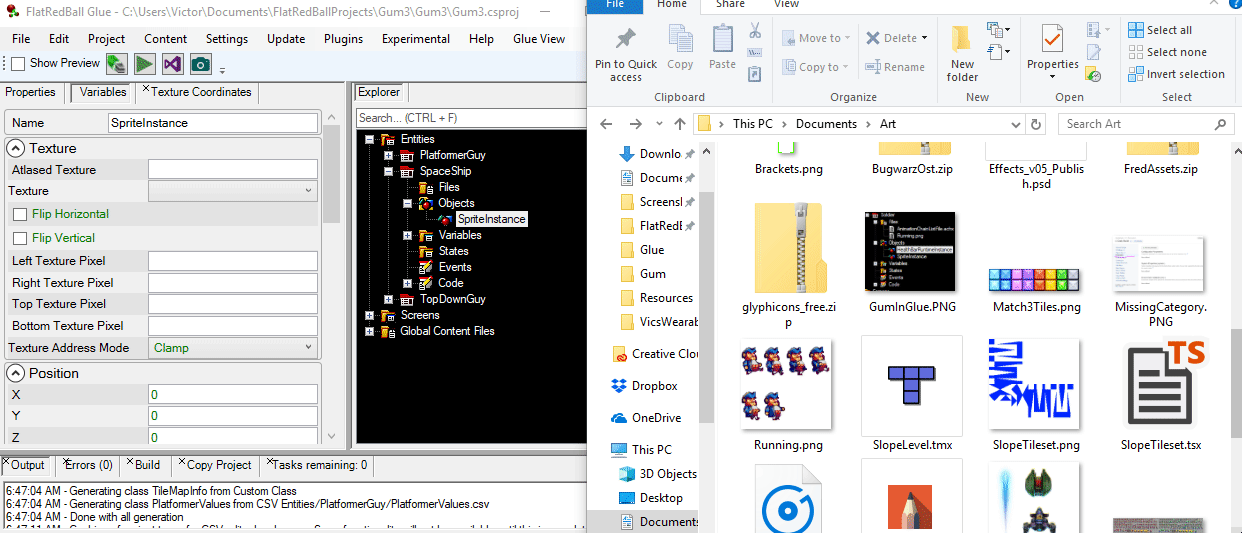 FlatRedBall Glue - C:\Users\Victor\Documents\FlatRedBallProjects\Gum3\Gum3\Gum3.csproj
File Edit Project Content Settings Update Plugins Experimental Help Glue View
Show Preview
Properties Variables Texture Coordinates
Name SpriteInstance
Texture
Atlased Texture
Texture
Flip Horizontal
Flip Vertical
Left Texture Pixel
Right Texture Pixel
Top Texture Pixel
Bottom Texture Pixel
Texture Address Mode Clamp
Position
X 0
Y 0
Z 0
Explorer
Search... (CTRL + F)
Entities
PlatformerGuy
SpaceShip
Files
Objects
SpriteInstance
Variables
States
Events
Code
TopDownGuy
Screens
Global Content Files
Output Errors (0) Build Copy Project Tasks remaining: 0
6:47:04 AM - Generating class TileMapInfo from Custom Class
6:47:04 AM - Generating class PlatformerValues from CSV Entities/PlatformerGuy/PlatformerValues.csv
6:47:04 AM - Done with all generation
File Home Share View
Pin to Quick access
Copy
Paste
Clipboard
Move to
Copy to
Delete
Rename
Organize
New folder
New
Properties
Open
Select all
Select none
Invert selection
Select
This PC Documents Art
Search Art
Downlo
Docume
Screensh
FlatRedB
Glue
Gum
Resources
VicsWearab
Creative Clou
Dropbox
OneDrive
This PC
3D Objects
Desktop
Documents
Brackets.png
BugwarzOst.zip
Effects_v05_Publish.psd
FredAssets.zip
glyphicons_free.zip
GumInGlue.PNG
Match3Tiles.png
MissingCategory.PNG
TS
Running.png
SlopeLevel.tmx
SlopeTileset.png
SlopeTileset.tsx